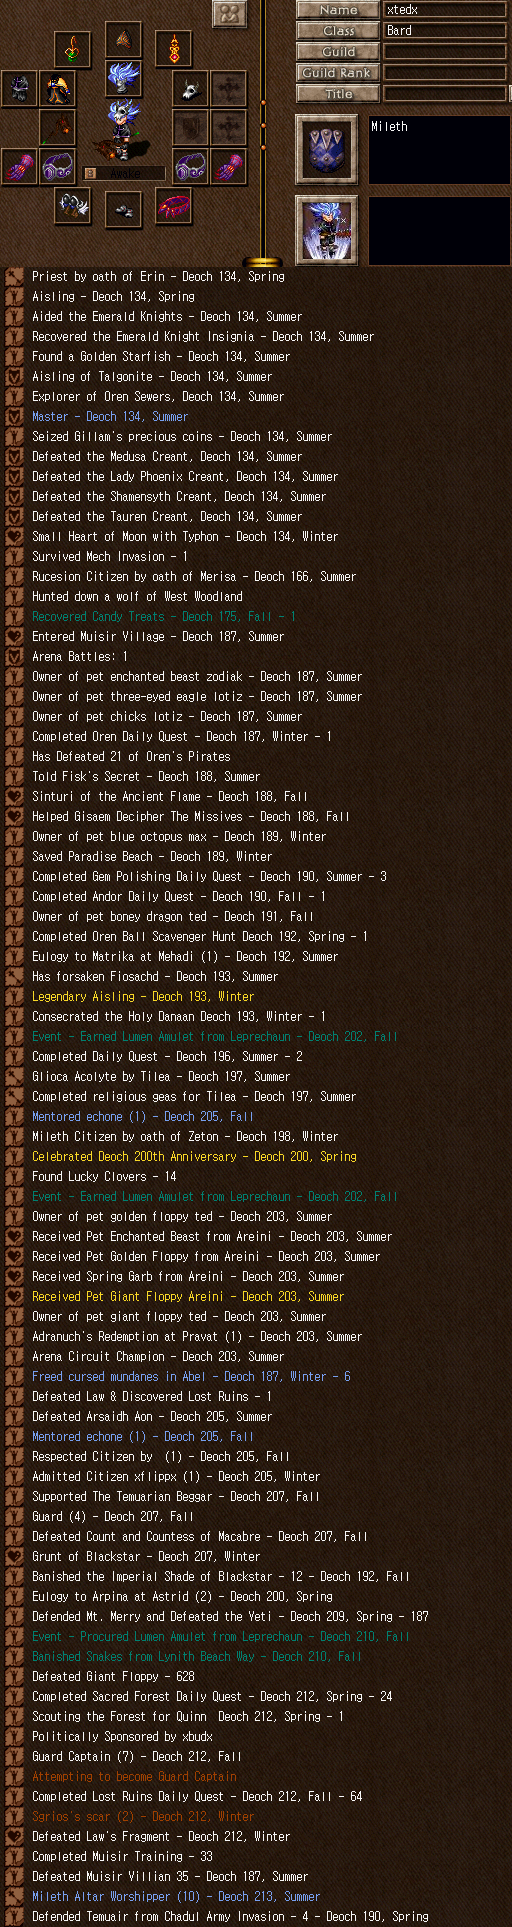 Name xtedx
Class Bard
Guild
Guild Rank
Title
Mileth
Awake
Priest by oath of Erin - Deoch 134, Spring
Aisling - Deoch 134, Spring
Aided the Emerald Knights - Deoch 134, Summer
Recovered the Emerald Knight Insignia - Deoch 134, Summer
Found a Golden Starfish - Deoch 134, Summer
Aisling of Talgonite - Deoch 134, Summer
Explorer of Oren Sewers, Deoch 134, Summer
Master - Deoch 134, Summer
Seized Gillam's precious coins - Deoch 134, Summer
Defeated the Medusa Creant, Deoch 134, Summer
Defeated the Lady Phoenix Creant, Deoch 134, Summer
Defeated the Shamensyth Creant, Deoch 134, Summer
Defeated the Tauren Creant, Deoch 134, Summer
Small Heart of Moon with Typhon - Deoch 134, Winter
Survived Mech Invasion - 1
Rucesion Citizen by oath of Merisa - Deoch 166, Summer
Hunted down a wolf of West Woodland
Recovered Candy Treats - Deoch 175, Fall - 1
Entered Muisir Village - Deoch 187, Summer
Arena Battles: 1
Owner of pet enchanted beast zodiak - Deoch 187, Summer
Owner of pet three-eyed eagle lotiz - Deoch 187, Summer
Owner of pet chicks lotiz - Deoch 187, Summer
Completed Oren Daily Quest - Deoch 187, Winter - 1
Has Defeated 21 of Oren's Pirates
Told Fisk's Secret - Deoch 188, Summer
Sinturi of the Ancient Flame - Deoch 188, Fall
Helped Gisaem Decipher The Missives - Deoch 188, Fall
Owner of pet blue octopus max - Deoch 189, Winter
Saved Paradise Beach - Deoch 189, Winter
Completed Gem Polishing Daily Quest - Deoch 190, Summer - 3
Completed Andor Daily Quest - Deoch 190, Fall - 1
Owner of pet boney dragon ted - Deoch 191, Fall
Completed Oren Ball Scavenger Hunt Deoch 192, Spring - 1
Eulogy to Matrika at Mehadi (1) - Deoch 192, Summer
Has forsaken Fiosachd - Deoch 193, Summer
Legendary Aisling - Deoch 193, Winter
Consecrated the Holy Danaan Deoch 193, Winter - 1
Event - Earned Lumen Amulet from Leprechaun - Deoch 202, Fall
Completed Daily Quest - Deoch 196, Summer - 2
Glioca Acolyte by Tilea - Deoch 197, Summer
Completed religious geas for Tilea - Deoch 197, Summer
Mentored echone (1) - Deoch 205, Fall
Mileth Citizen by oath of Zeton - Deoch 198, Winter
Celebrated Deoch 200th Anniversary - Deoch 200, Spring
Found Lucky Clovers - 14
Event - Earned Lumen Amulet from Leprechaun - Deoch 202, Fall
Owner of pet golden floppy ted - Deoch 203, Summer
Received Pet Enchanted Beast from Areini - Deoch 203, Summer
Received Pet Golden Floppy from Areini - Deoch 203, Summer
Received Spring Garb from Areini - Deoch 203, Summer
Received Pet Giant Floppy Areini - Deoch 203, Summer
Owner of pet giant floppy ted - Deoch 203, Summer
Adranuch's Redemption at Pravat (1) - Deoch 203, Summer
Arena Circuit Champion - Deoch 203, Summer
Freed cursed mundanes in Abel - Deoch 187, Winter - 6
Defeated Law & Discovered Lost Ruins - 1
Defeated Arsaidh Aon - Deoch 205, Summer
Mentored echone (1) - Deoch 205, Fall
Respected Citizen by  (1) - Deoch 205, Fall
Admitted Citizen xflippx (1) - Deoch 205, Winter
Supported The Temuarian Beggar - Deoch 207, Fall
Guard (4) - Deoch 207, Fall
Defeated Count and Countess of Macabre - Deoch 207, Fall
Grunt of Blackstar - Deoch 207, Winter
Banished the Imperial Shade of Blackstar - 12 - Deoch 192, Fall
Eulogy to Arpina at Astrid (2) - Deoch 200, Spring
Defended Mt. Merry and Defeated the Yeti - Deoch 209, Spring - 187
Event - Procured Lumen Amulet from Leprechaun - Deoch 210, Fall
Banished Snakes from Lynith Beach Way - Deoch 210, Fall
Defeated Giant Floppy - 628
Completed Sacred Forest Daily Quest - Deoch 212, Spring - 24
Scouting the Forest for Quinn  Deoch 212, Spring - 1
Politically Sponsored by xbudx
Guard Captain (7) - Deoch 212, Fall
Attempting to become Guard Captain
Completed Lost Ruins Daily Quest - Deoch 212, Fall - 64
Sgrios's scar (2) - Deoch 212, Winter
Defeated Law's Fragment - Deoch 212, Winter
Completed Muisir Training - 33
Defeated Muisir Villian 35 - Deoch 187, Summer
Mileth Altar Worshipper (10) - Deoch 213, Summer
Defended Temuair from Chadul Army Invasion - 4 - Deoch 190, Spring